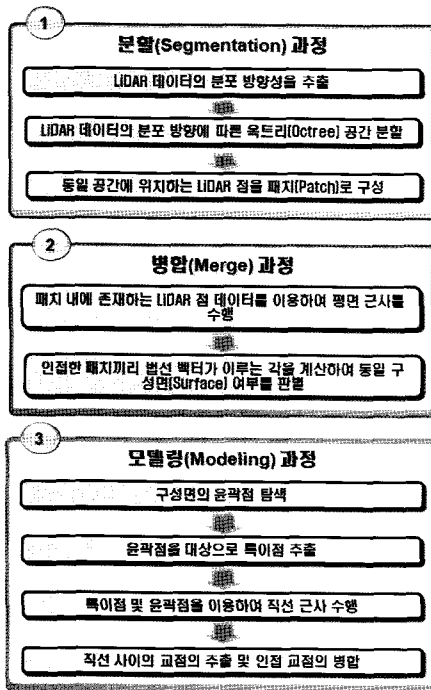 1
분할(Segmentation) 과정
LiDAR 데이터의 분포 방향성을 추출
LiDAR 데이터의 분포 방향에 따른 옥트리(Octree) 공간 분할
동일 공간에 위치하는 LiDAR 점을 패치(Patch)로 구성
2
병합(Merge) 과정
패치 내에 존재하는 LiDAR 점 데이터를 이용하여 평면 근사를
수행
인접한 패치끼리 법선 벡터가 이루는 각을 계산하여 동일 구
성면(Surface) 여부를 판별
3
모델링(Modeling) 과정
구성면의 윤곽점 탐색
윤곽점을 대상으로 특이점 추출
특이점 및 윤곽점을 이용하여 직선 근사 수행
직선 사이의 교점의 추출 및 인접 교점의 병합